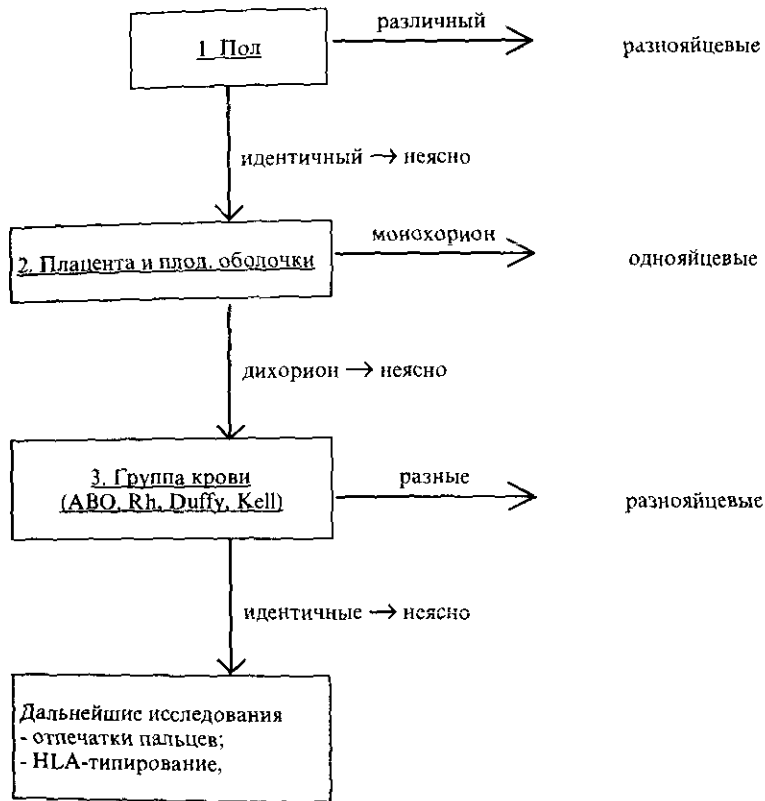 1. Пол
различный
разнояйцевые
идентичный → неясно
2. Плацента и плод. оболочки
монохорион
однояйцевые
дихорион → неясно
3. Группа крови
(ABO, Rh, Duffy, Kell)
разные
разнояйцевые
идентичные → неясно
Дальнейшие исследования
- отпечатки пальцев;
- HLA-типирование,